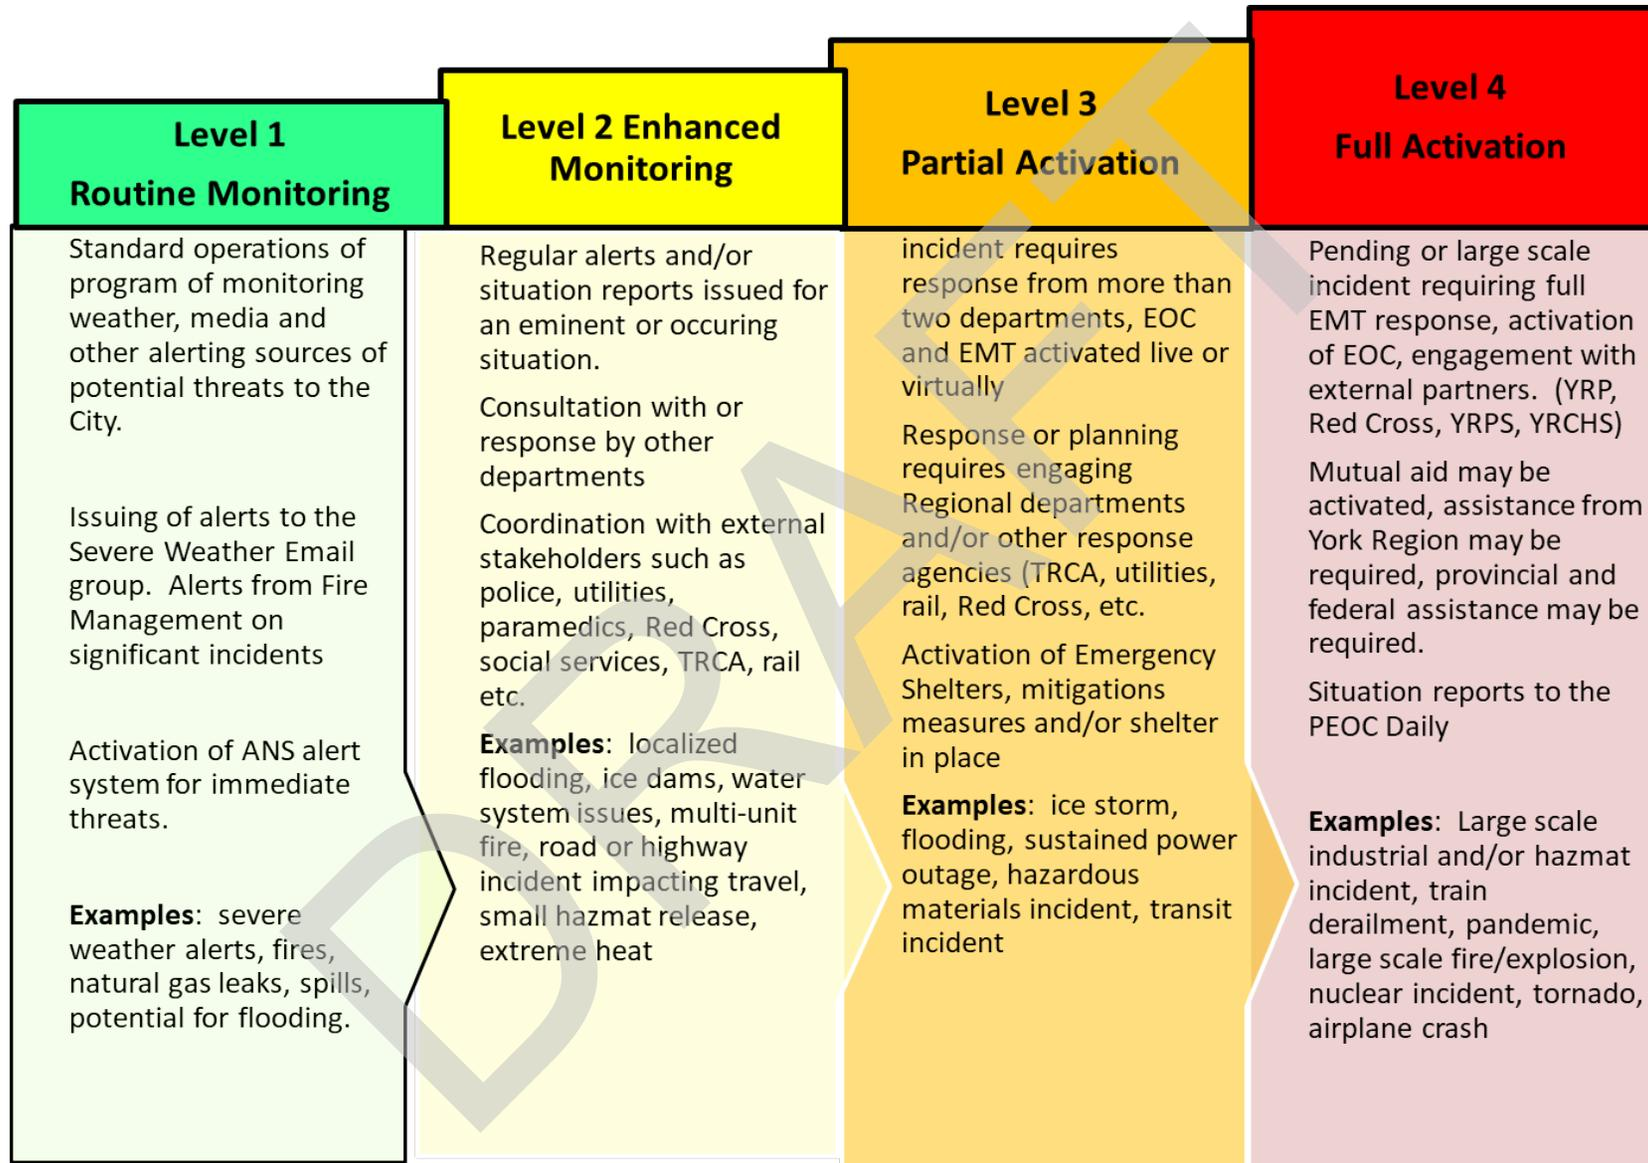 Level 1
Routine Monitoring
Standard operations of
program of monitoring
weather, media and
other alerting sources of
potential threats to the
City.
Issuing of alerts to the
Severe Weather Email
group.  Alerts from Fire
Management on
significant incidents
Activation of ANS alert
system for immediate
threats.
Examples:  severe
weather alerts, fires,
natural gas leaks, spills,
potential for flooding.
Level 2 Enhanced
Monitoring
Regular alerts and/or
situation reports issued for
an eminent or occuring
situation.
Consultation with or
response by other
departments
Coordination with external
stakeholders such as
police, utilities,
paramedics, Red Cross,
social services, TRCA, rail
etc.
Examples:  localized
flooding, ice dams, water
system issues, multi-unit
fire, road or highway
incident impacting travel,
small hazmat release,
extreme heat
Level 3
Partial Activation
incident requires
response from more than
two departments, EOC
and EMT activated live or
virtually
Response or planning
requires engaging
Regional departments
and/or other response
agencies (TRCA, utilities,
rail, Red Cross, etc.
Activation of Emergency
Shelters, mitigations
measures and/or shelter
in place
Examples:  ice storm,
flooding, sustained power
outage, hazardous
materials incident, transit
incident
Level 4
Full Activation
Pending or large scale
incident requiring full
EMT response, activation
of EOC, engagement with
external partners.  (YRP,
Red Cross, YRPS, YRCHS)
Mutual aid may be
activated, assistance from
York Region may be
required, provincial and
federal assistance may be
required.
Situation reports to the
PEOC Daily
Examples:  Large scale
industrial and/or hazmat
incident, train
derailment, pandemic,
large scale fire/explosion,
nuclear incident, tornado,
airplane crash
DRAFT